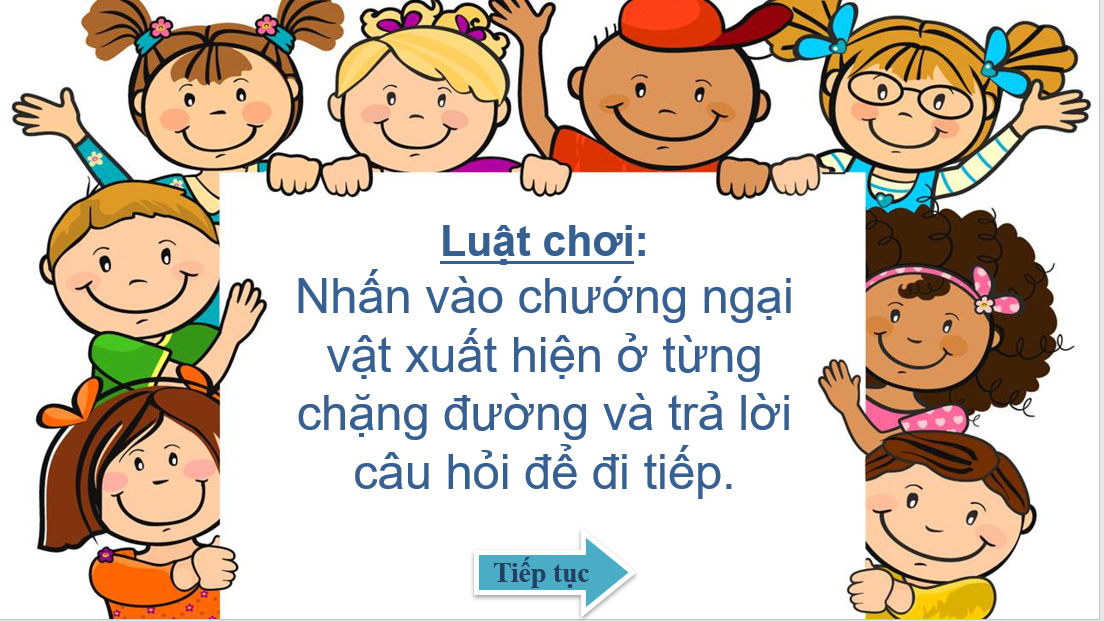 Luật chơi:
Nhấn vào chướng ngại
vật xuất hiện ở từng
chặng đường và trả lời
câu hỏi để đi tiếp.
Tiếp tục